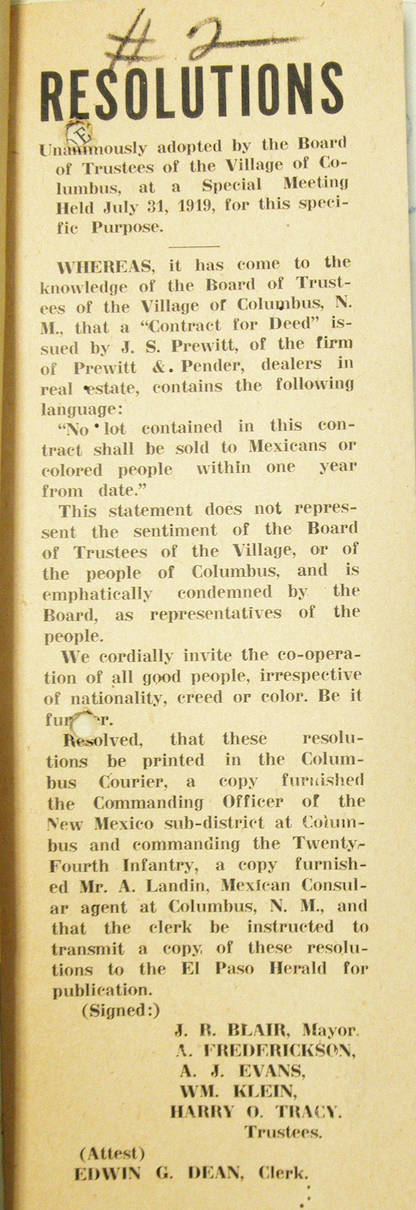 # 2
RESOLUTIONS
Unanimously adopted by the Board
of Trustees of the Village of Co-
lumbus, at a Special Meeting
Held July 31, 1919, for this speci-
fic Purpose.
WHEREAS, it has come to the
knowledge of the Board of Trust-
ees of the Village of Columbus, N.
M., that a “Contract for Deed” is-
sued by J. S. Prewitt, of the firm
of Prewitt &. Pender, dealers in
real estate, contains the following
language:
“No lot contained in this con-
tract shall be sold to Mexicans or
colored people within one year
from date.”
This statement does not repres-
sent the sentiment of the Board
of Trustees of the Village, or of
the people of Columbus, and is
emphatically condemned by the
Board, as representatives of the
people.
We cordially invite the co-opera-
tion of all good people, irrespective
of nationality, creed or color. Be it
further.
Resolved, that these resolu-
tions be printed in the Colum-
bus Courier, a copy furnished
the Commanding Officer of the
New Mexico sub-district at Colum-
bus and commanding the Twenty-
Fourth Infantry, a copy furnish-
ed Mr. A. Landin, Mexican Consul-
ar agent at Columbus, N. M., and
that the clerk be instructed to
transmit a copy of these resolu-
tions to the El Paso Herald for
publication.
(Signed:)
J. R. BLAIR, Mayor.
A. FREDERICKSON,
A. J. EVANS,
WM. KLEIN,
HARRY O. TRACY.
Trustees.
(Attest)
EDWIN G. DEAN, Clerk.